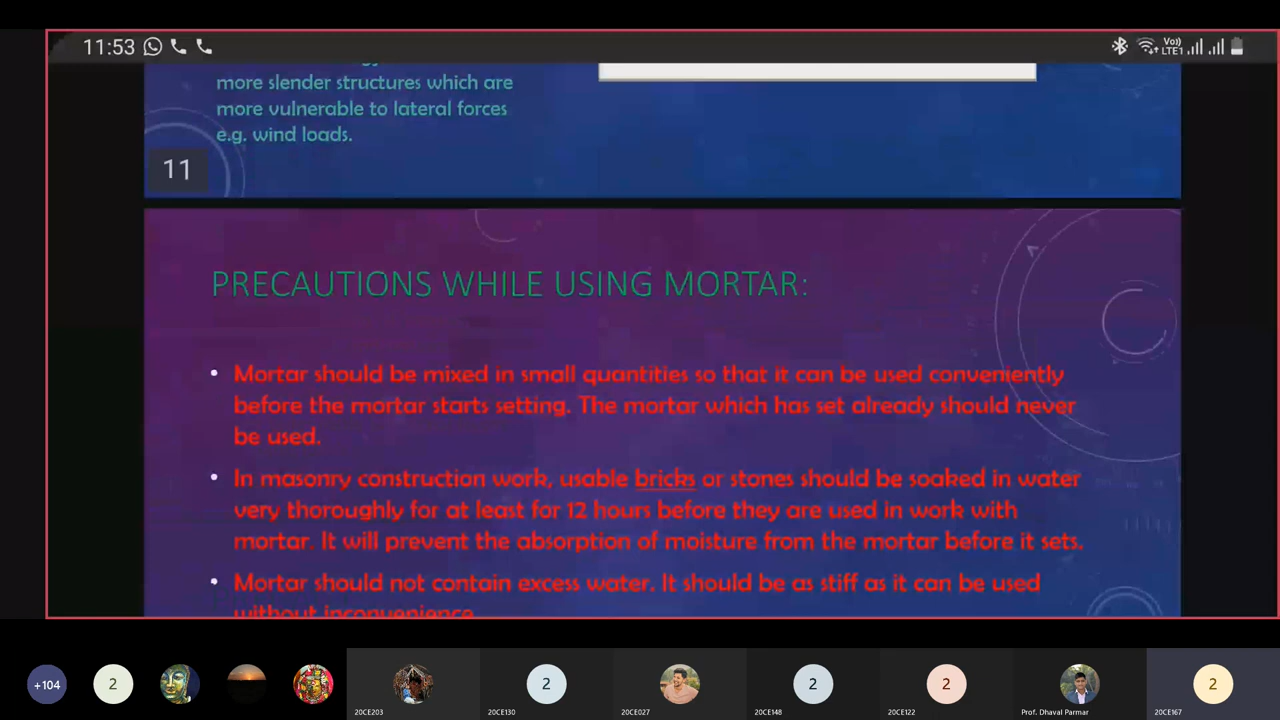 11:53
Vo))
LTE1
more slender structures which are
more vulnerable to lateral forces
e.g. wind loads.
11
PRECAUTIONS WHILE USING MORTAR:
• Mortar should be mixed in small quantities so that it can be used conveniently
before the mortar starts setting. The mortar which has set already should never
be used.
• In masonry construction work, usable bricks or stones should be soaked in water
very thoroughly for at least for 12 hours before they are used in work with
mortar. It will prevent the absorption of moisture from the mortar before it sets.
• Mortar should not contain excess water. It should be as stiff as it can be used
without inconvenience.
+104
2
2
2
2
2
20CE203
20CE130
20CE027
20CE148
20CE122
Prof. Dhaval Parmar
20CE167